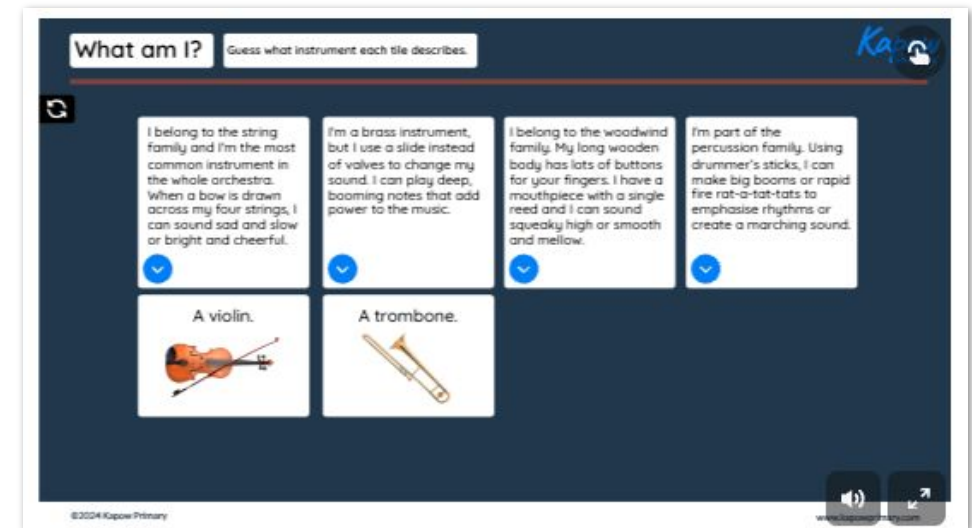 What am I?
Guess what instrument each tile describes.
Kapow
I belong to the string
family and I'm the most
common instrument in
the whole orchestra.
When a bow is drawn
across my four strings, I
can sound sad and slow
or bright and cheerful.
I'm a brass instrument,
but I use a slide instead
of valves to change my
sound. I can play deep,
booming notes that add
power to the music.
I belong to the woodwind
family. My long wooden
body has lots of buttons
for your fingers. I have a
mouthpiece with a single
reed and I can sound
squeaky high or smooth
and mellow.
I'm part of the
percussion family. Using
drummer's sticks, I can
make big booms or rapid
fire rat-a-tat-tats to
emphasise rhythms or
create a marching sound.
A violin.
A trombone.
©2024 Kapow Primary
www.kapowprimary.com